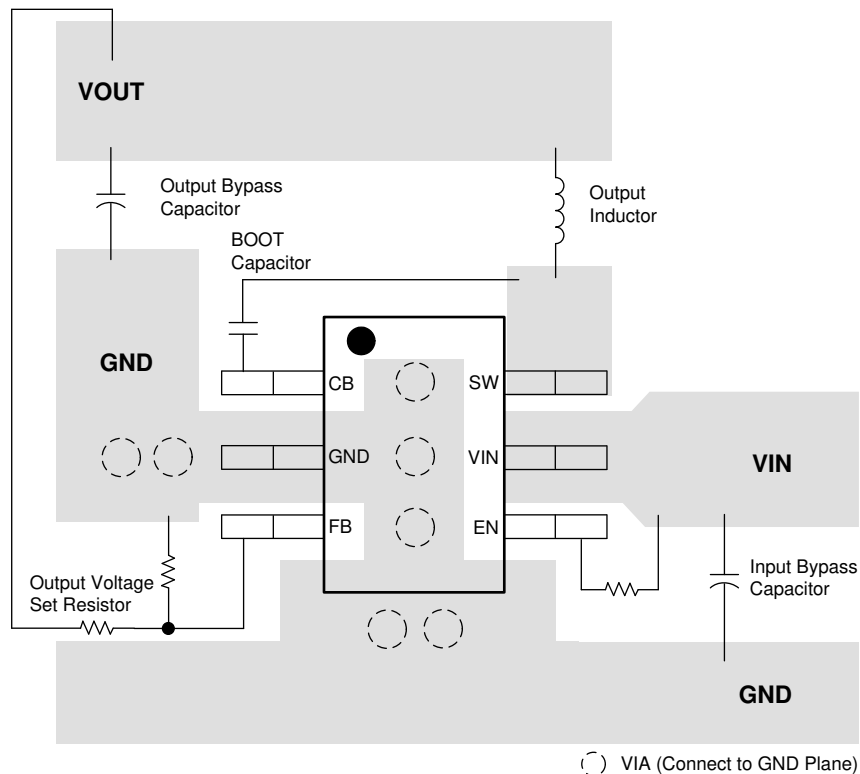 VOUT
Output Bypass
Capacitor
Output
Inductor
BOOT
Capacitor
GND
CB
SW
GND
VIN
VIN
FB
EN
Output Voltage
Set Resistor
Input Bypass
Capacitor
GND
VIA (Connect to GND Plane)